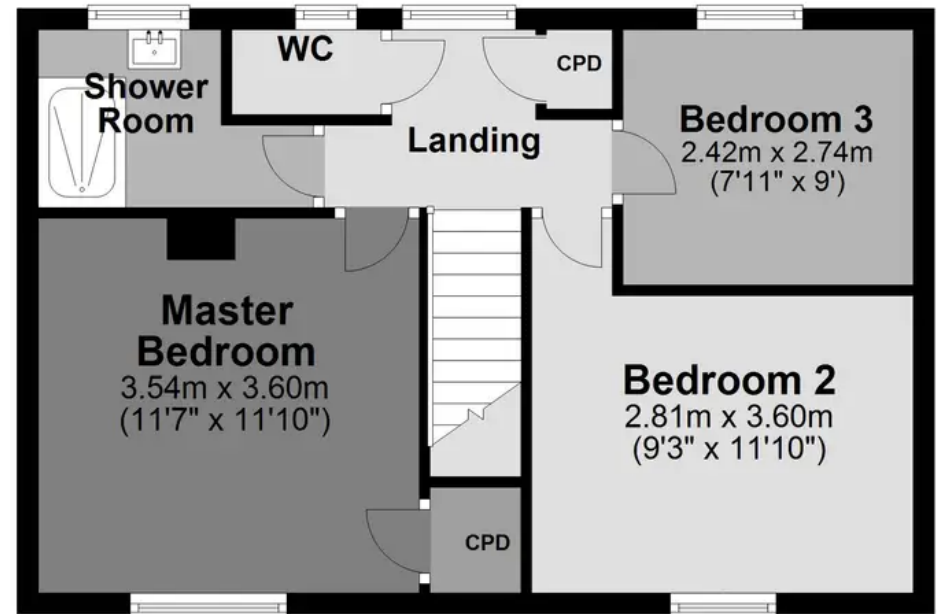 WC
CPD
Shower
Room
Landing
Bedroom 3
2.42m x 2.74m
(7'11" x 9')
Master
Bedroom
3.54m x 3.60m
(11'7" x 11'10")
Bedroom 2
2.81m x 3.60m
(9'3" x 11'10")
CPD